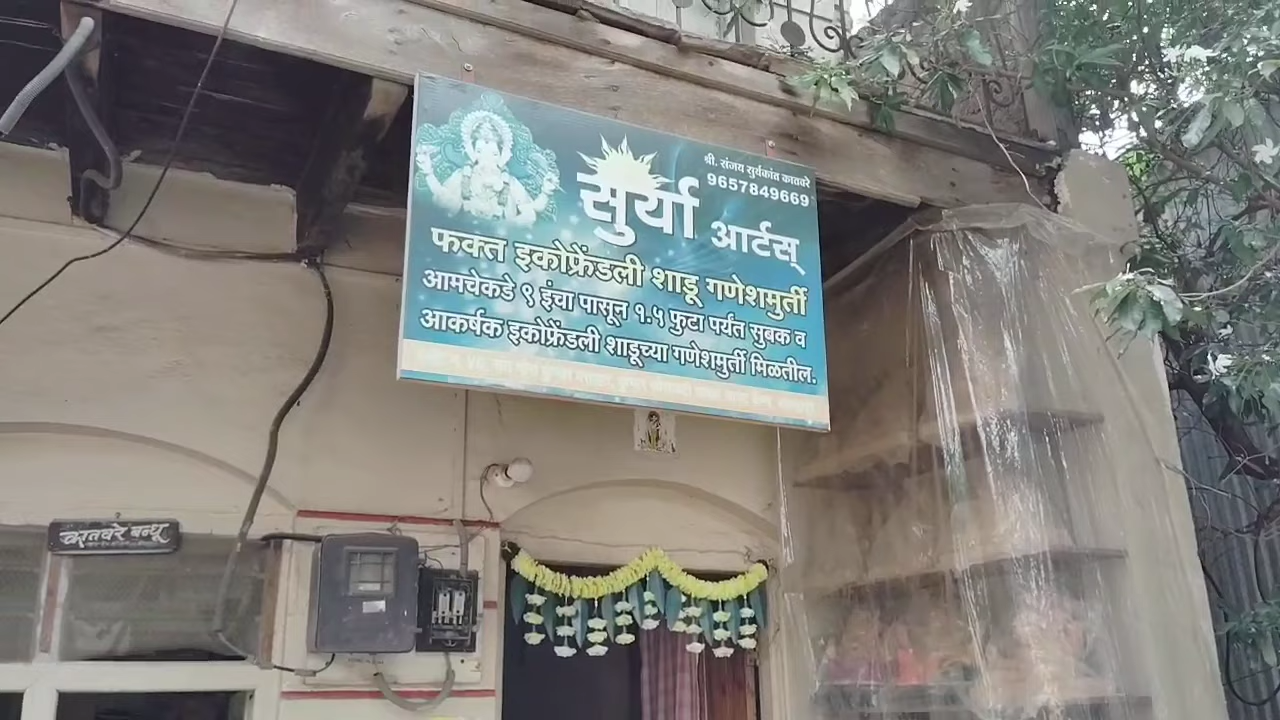 श्री. संजय सुर्यकांत कातवरे
9657849669
सुर्या आर्टस्
फक्त इकोफ्रेंडली शाडू गणेशमुर्ती
आमचेकडे ९ इंचा पासून १.५ फुटा पर्यंत सुबक व
आकर्षक इकोफ्रेंडली शाडूच्या गणेशमुर्ती मिळतील.
कातवरे बन्धू